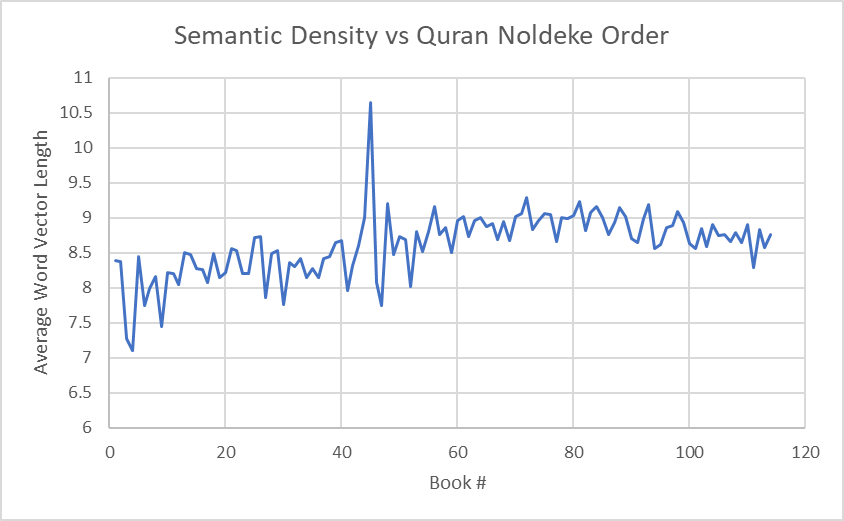 Semantic Density vs Quran Noldeke Order
Average Word Vector Length
11
10.5
10
9.5
9
8.5
8
7.5
7
6.5
6
0 20 40 60 80 100 120
Book #